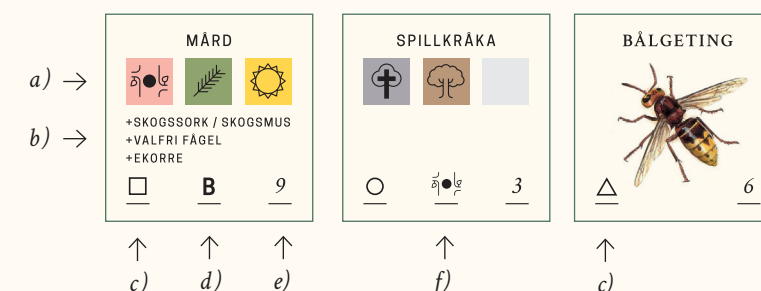 MÅRD
SPILLKRÅKA
BÅLGETING
a)
b)
+SKOGSSORK / SKOGSMUS
+VALFRI FÅGEL
+EKORRE
B
9
3
6
c)
d)
e)
f)
c)